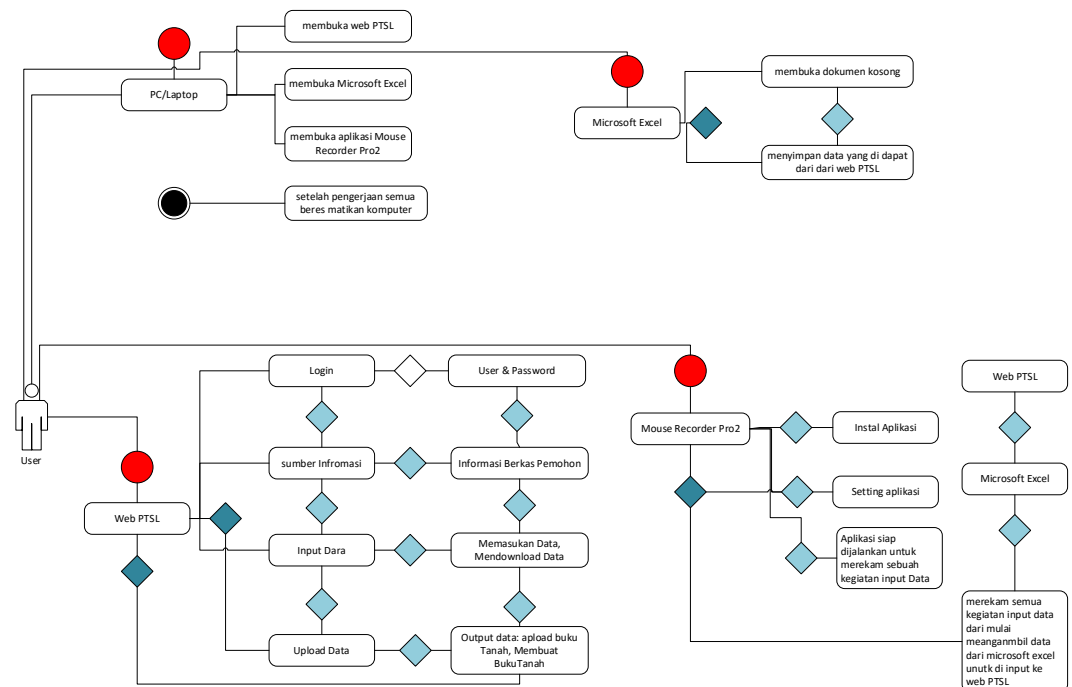 membuka web PTSL
PC/Laptop
membuka Microsoft Excel
membuka aplikasi Mouse
Recorder Pro2
setelah pengerjaan semua
beres matikan komputer
Microsoft Excel
membuka dokumen kosong
menyimpan data yang di dapat
dari dari web PTSL
User
Web PTSL
Login
User & Password
sumber Infromasi
Informasi Berkas Pemohon
Input Dara
Memasukan Data,
Mendownload Data
Upload Data
Output data: apload buku
Tanah, Membuat
BukuTanah
Mouse Recorder Pro2
Instal Aplikasi
Setting aplikasi
Aplikasi siap
dijalankan untuk
merekam sebuah
kegiatan input Data
Web PTSL
Microsoft Excel
merekam semua
kegiatan input data
dari mulai
meanganmbil data
dari microsoft excel
unutk di input ke
web PTSL